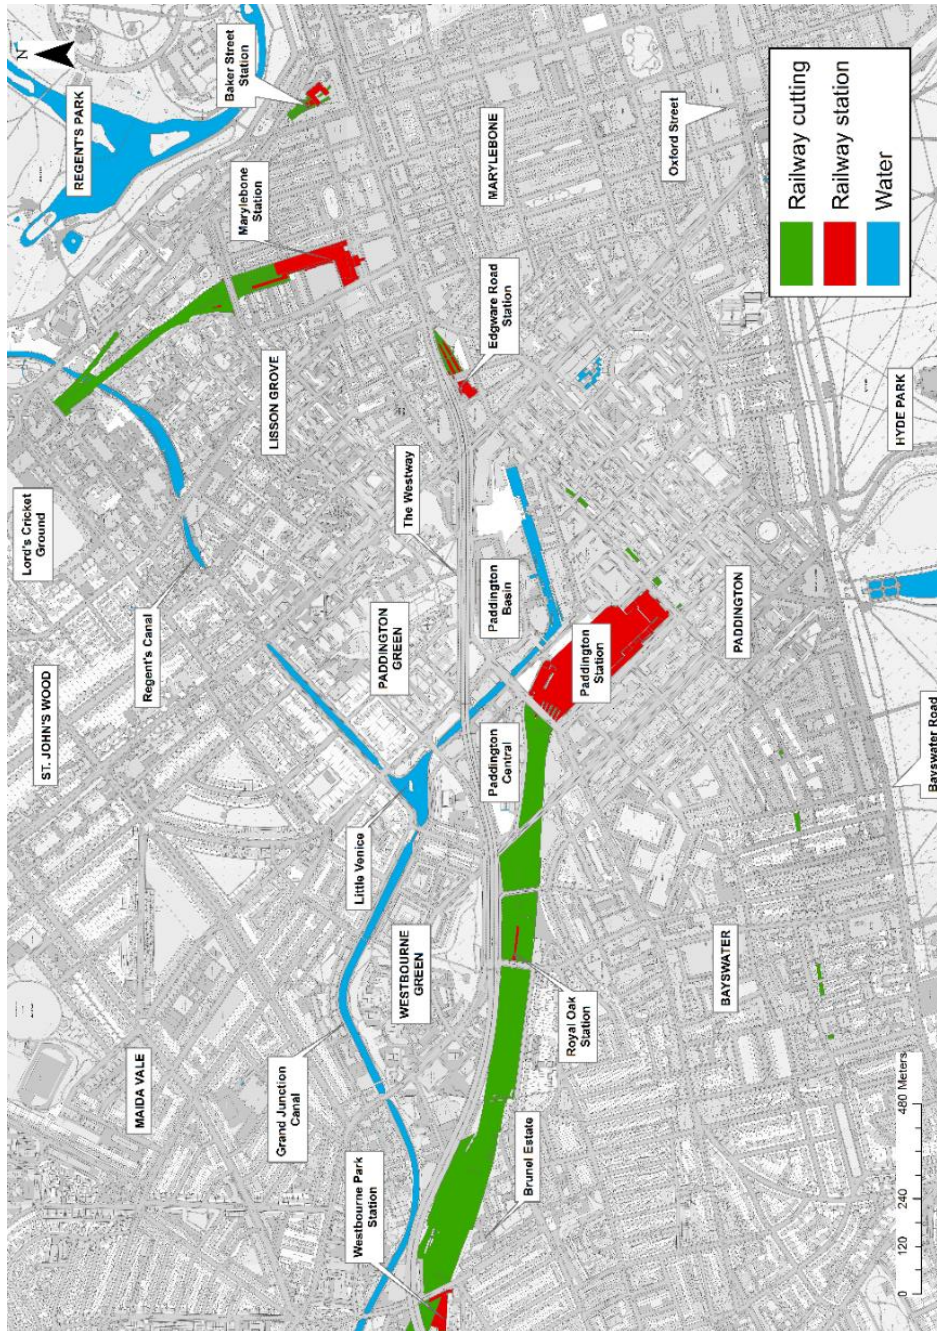 N
Lord's Cricket
Ground
ST. JOHN'S WOOD
REGENT'S PARK
MAIDA VALE
Regent's Canal
Baker Street
Station
Marylebone
Station
LISSON GROVE
Grand Junction
Canal
Westbourne Park
Station
Little Venice
PADDINGTON
GREEN
WESTBOURNE
GREEN
The Westway
MARYLEBONE
Edgware Road
Station
Paddington
Central
Paddington
Basin
Brunel Estate
Royal Oak
Station
Paddington
Station
Oxford Street
BAYSWATER
PADDINGTON
Railway cutting
Railway station
Water
0 120 240 480 Meters
HYDE PARK
Bayswater Road